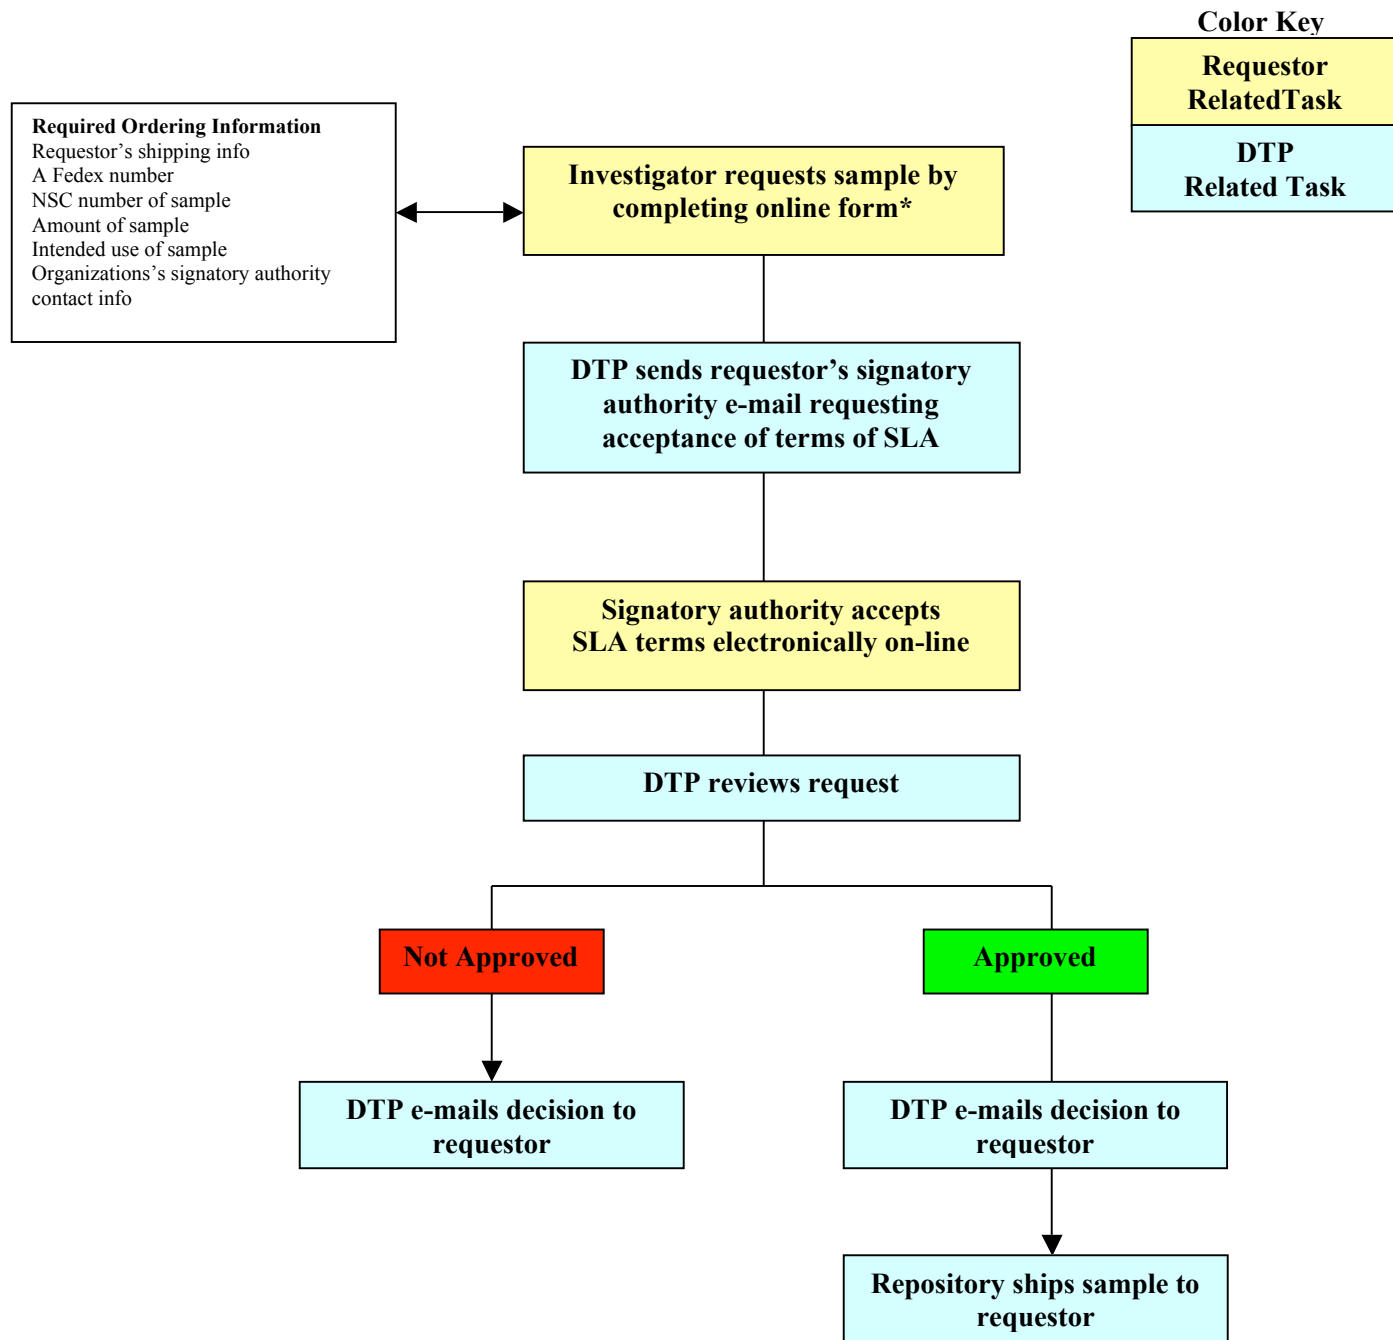 Color Key
Requestor
RelatedTask
DTP
Related Task
Required Ordering Information
Requestor’s shipping info
A Fedex number
NSC number of sample
Amount of sample
Intended use of sample
Organizations’s signatory authority
contact info
Investigator requests sample by
completing online form*
DTP sends requestor’s signatory
authority e-mail requesting
acceptance of terms of SLA
Signatory authority accepts
SLA terms electronically on-line
DTP reviews request
Not Approved
Approved
DTP e-mails decision to
requestor
DTP e-mails decision to
requestor
Repository ships sample to
requestor